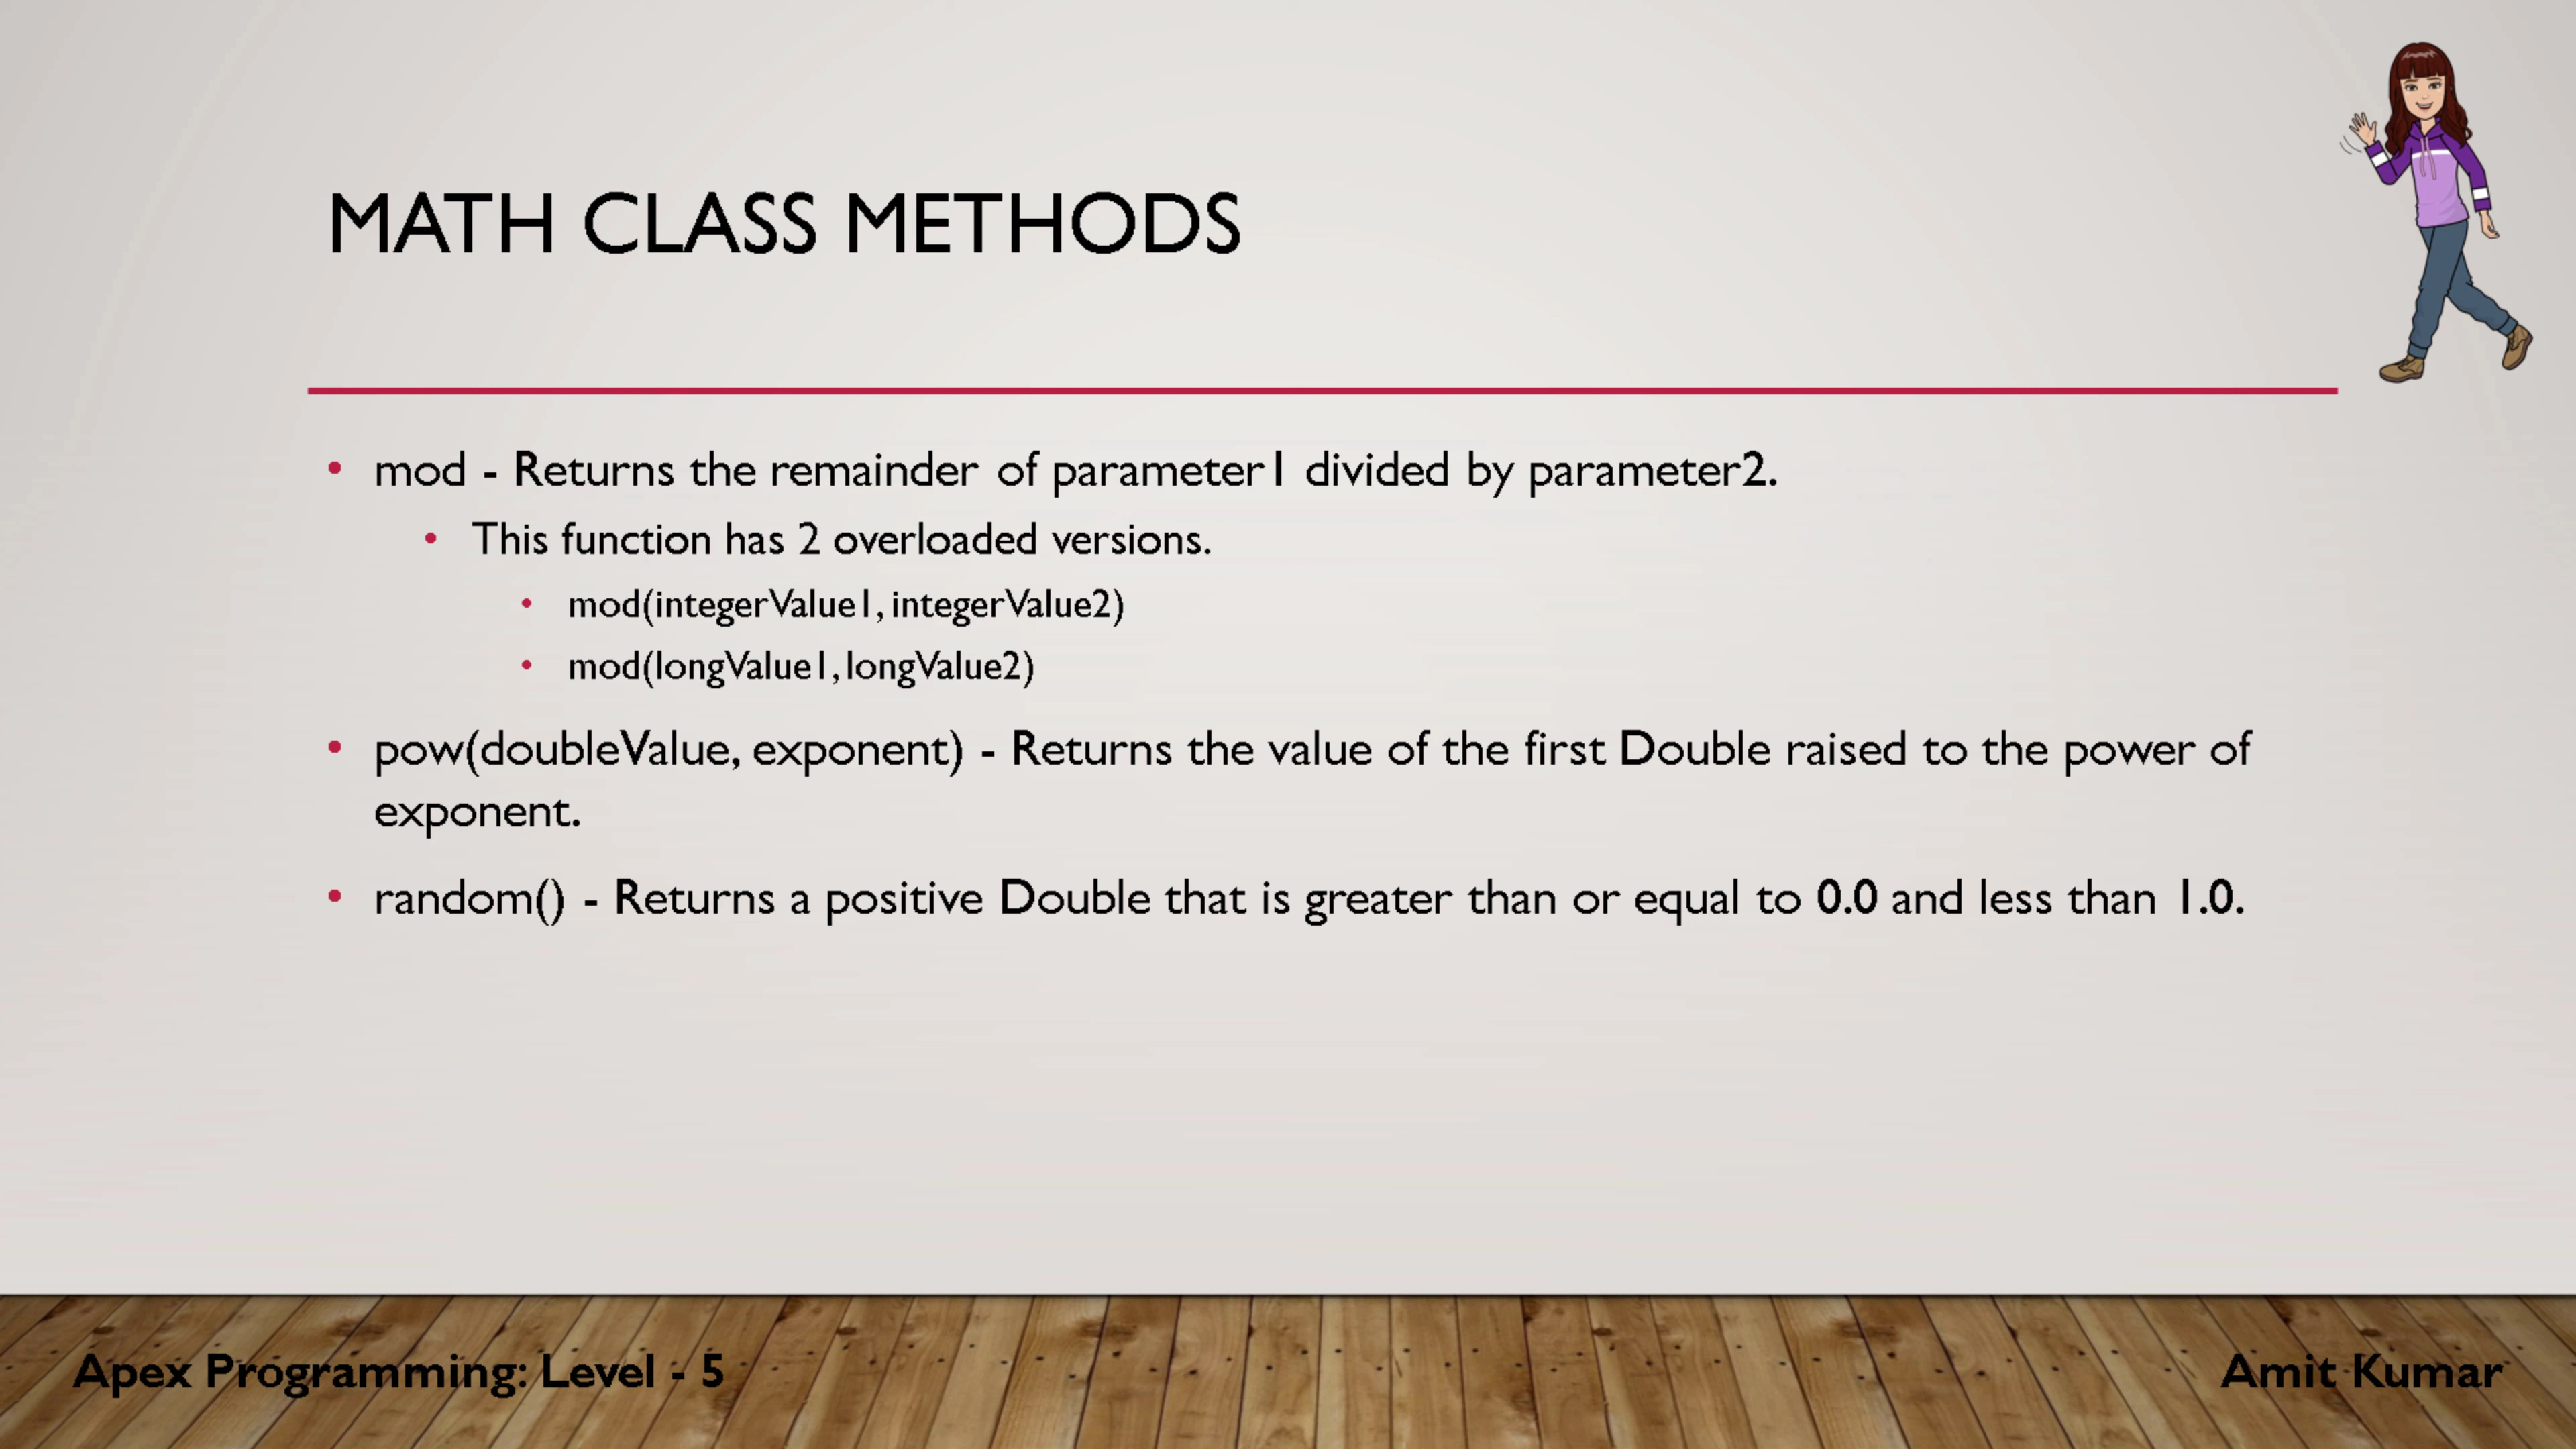 MATH CLASS METHODS
• mod - Returns the remainder of parameter1 divided by parameter2.
• This function has 2 overloaded versions.
• mod(integerValue1, integerValue2)
• mod(longValue1, longValue2)
• pow(doubleValue, exponent) - Returns the value of the first Double raised to the power of
exponent.
• random() - Returns a positive Double that is greater than or equal to 0.0 and less than 1.0.
Apex Programming: Level - 5
Amit Kumar